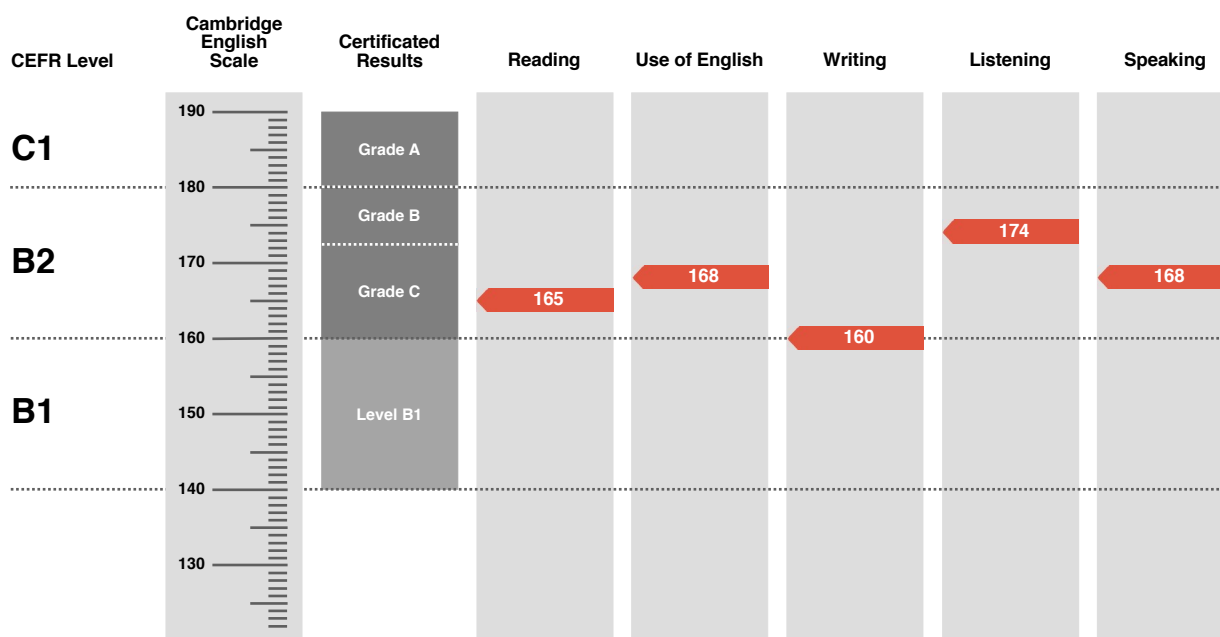 CEFR Level
Cambridge
English
Scale
Certificated
Results
Reading
Use of English
Writing
Listening
Speaking
190
C1
Grade A
180
Grade B
174
B2
170
168
168
Grade C
165
160
160
B1
150
Level B1
140
130